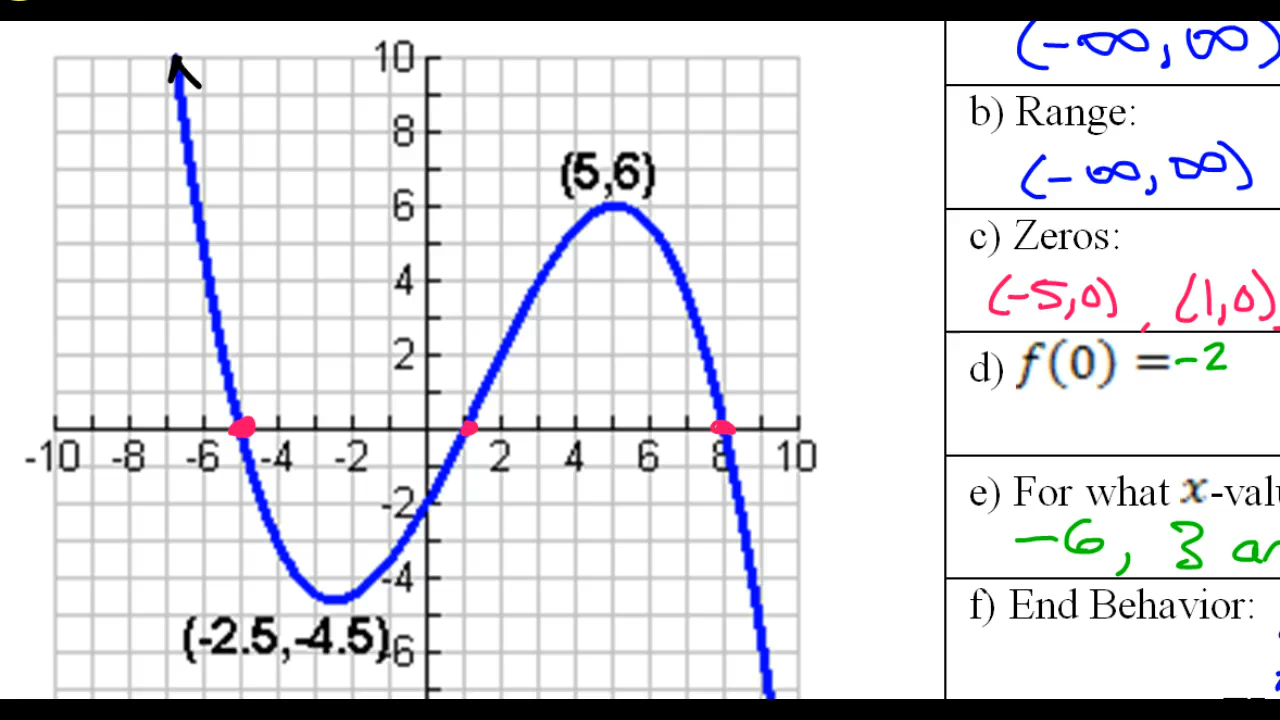 10
8
(5,6)
6
4
2
-10 -8 -6 -4 -2 2 4 6 8 10
-2
-4
(-2.5,-4.5)
-6
(-∞, ∞)
b) Range:
(-∞, ∞)
c) Zeros:
(-5,0), (1,0),
d) f(0) = -2
e) For what x-valu
-6, 3 an
f) End Behavior: